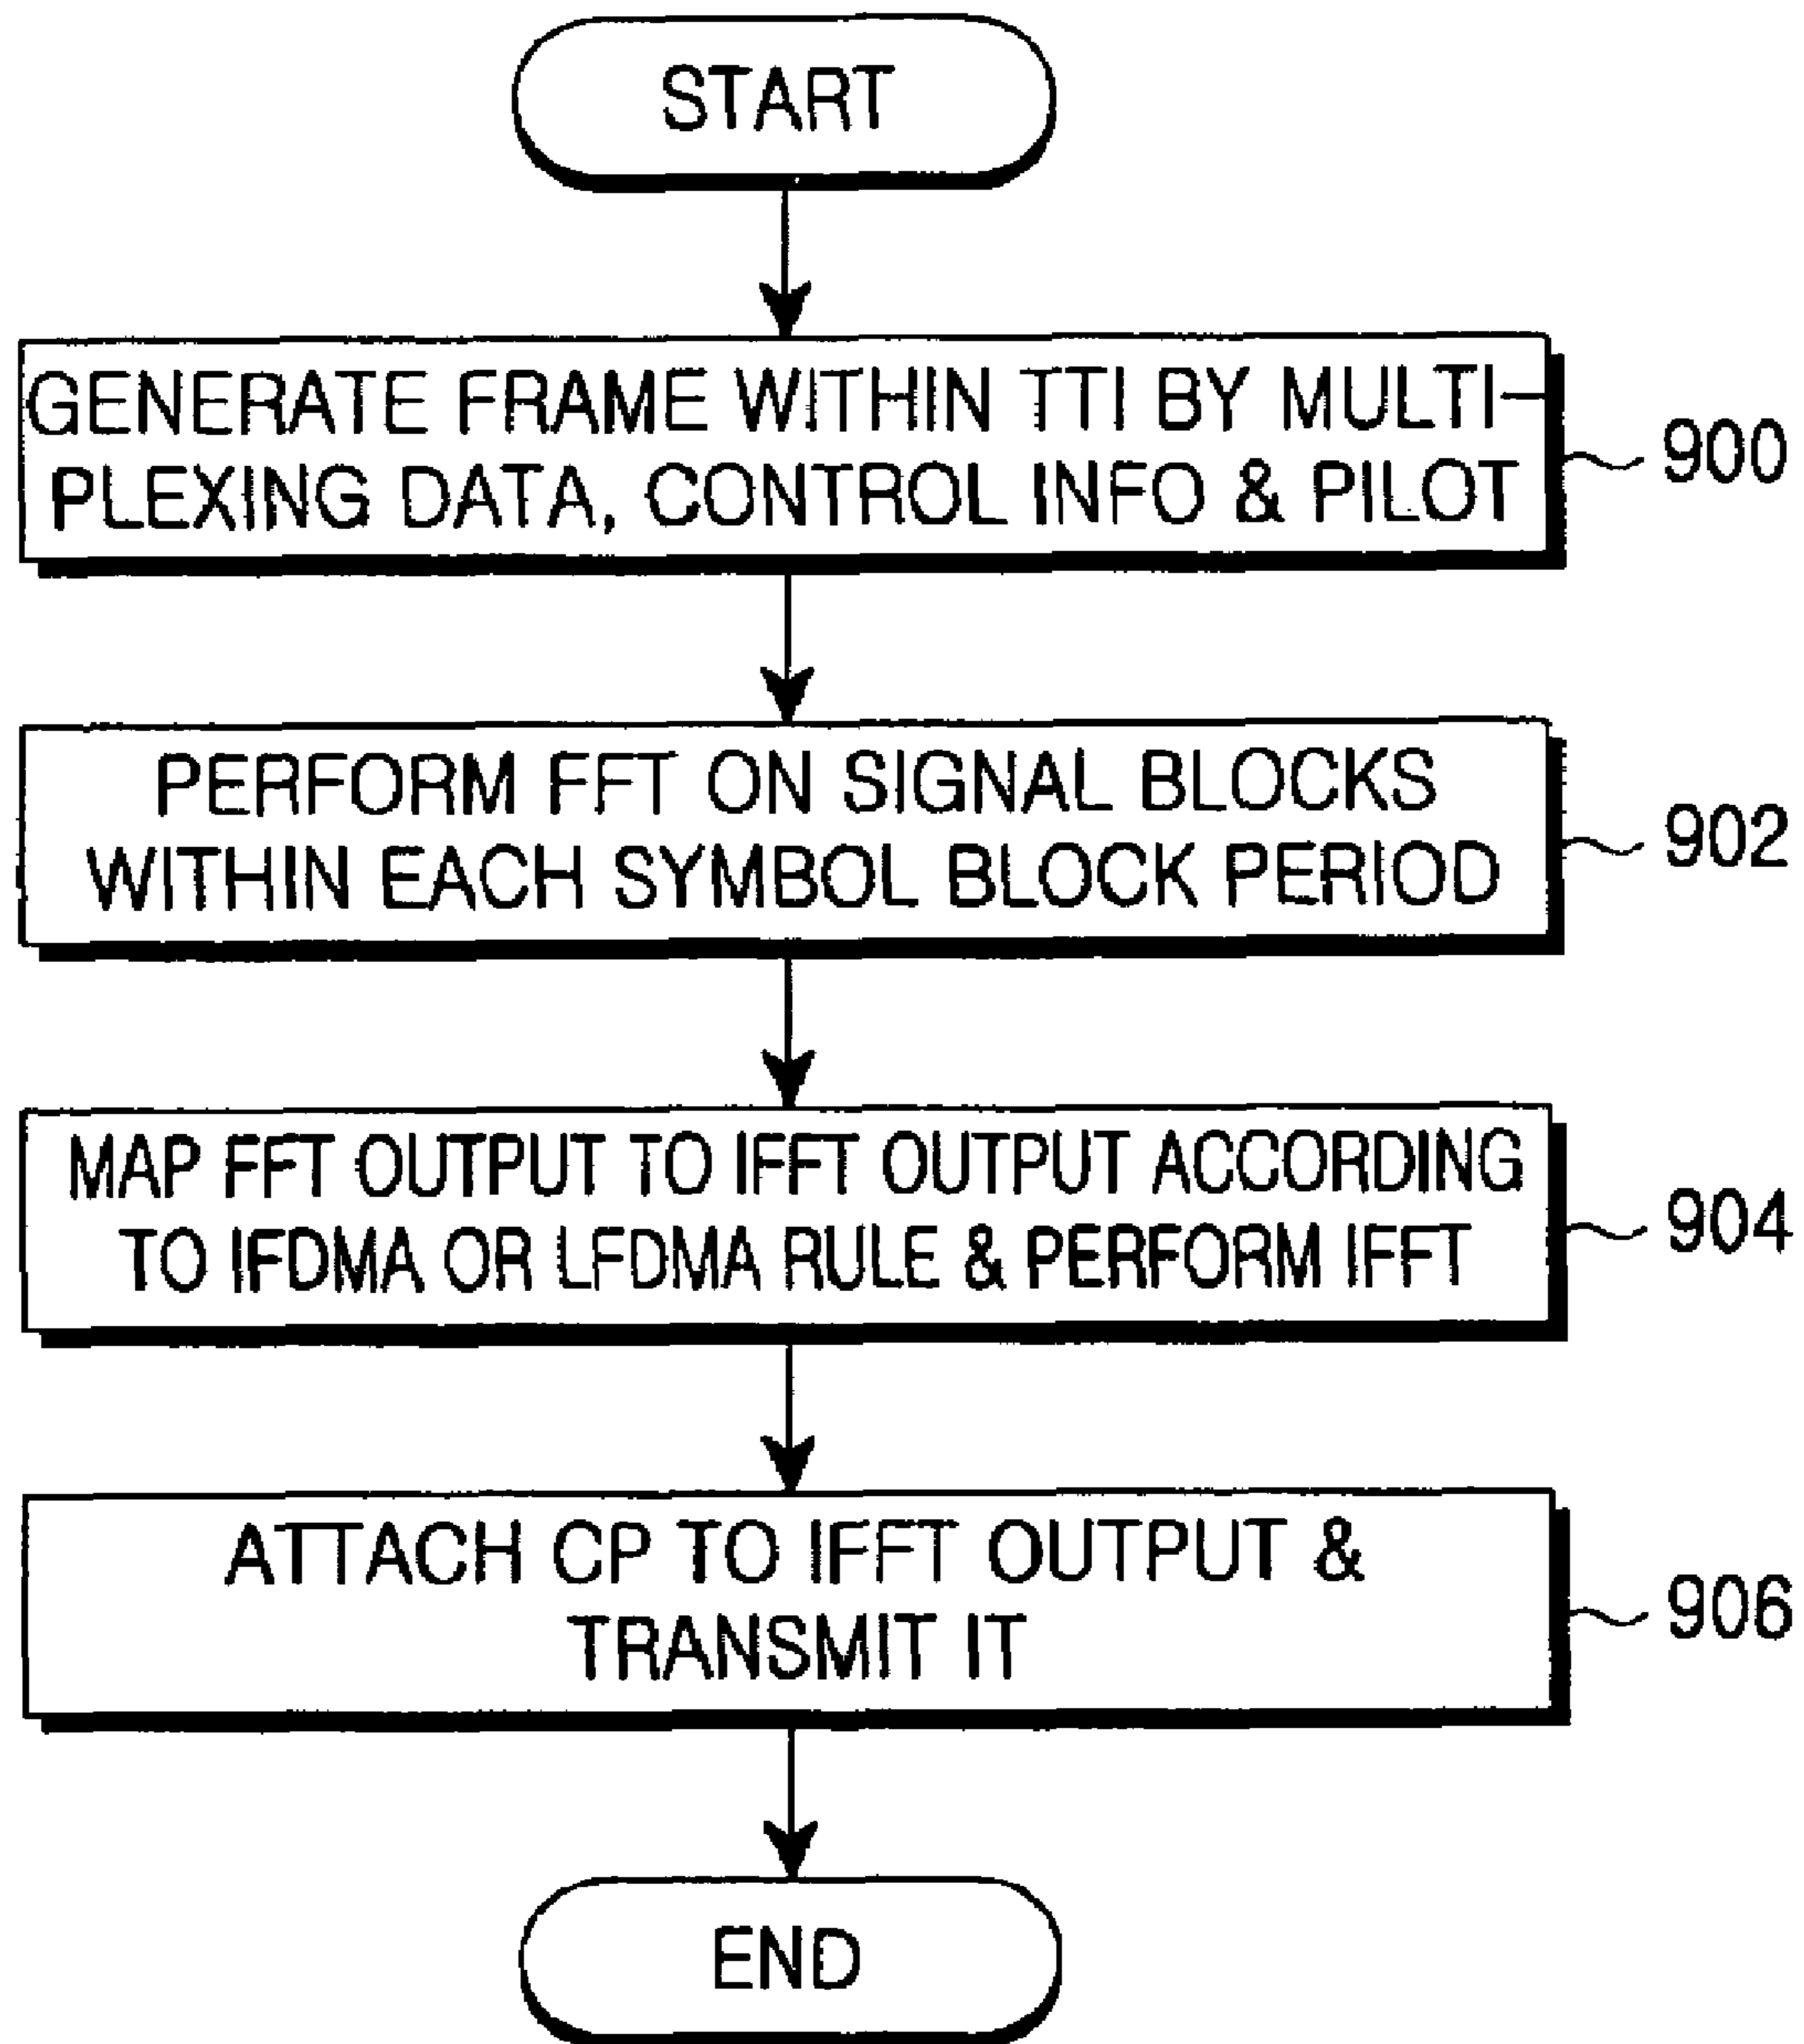 START
GENERATE FRAME WITHIN TTI BY MULTI-
PLEXING DATA, CONTROL INFO & PILOT
900
PERFORM FFT ON SIGNAL BLOCKS
WITHIN EACH SYMBOL BLOCK PERIOD
902
MAP FFT OUTPUT TO IFFT OUTPUT ACCORDING
TO IFDMA OR LFDMA RULE & PERFORM IFFT
904
ATTACH CP TO IFFT OUTPUT &
TRANSMIT IT
906
END